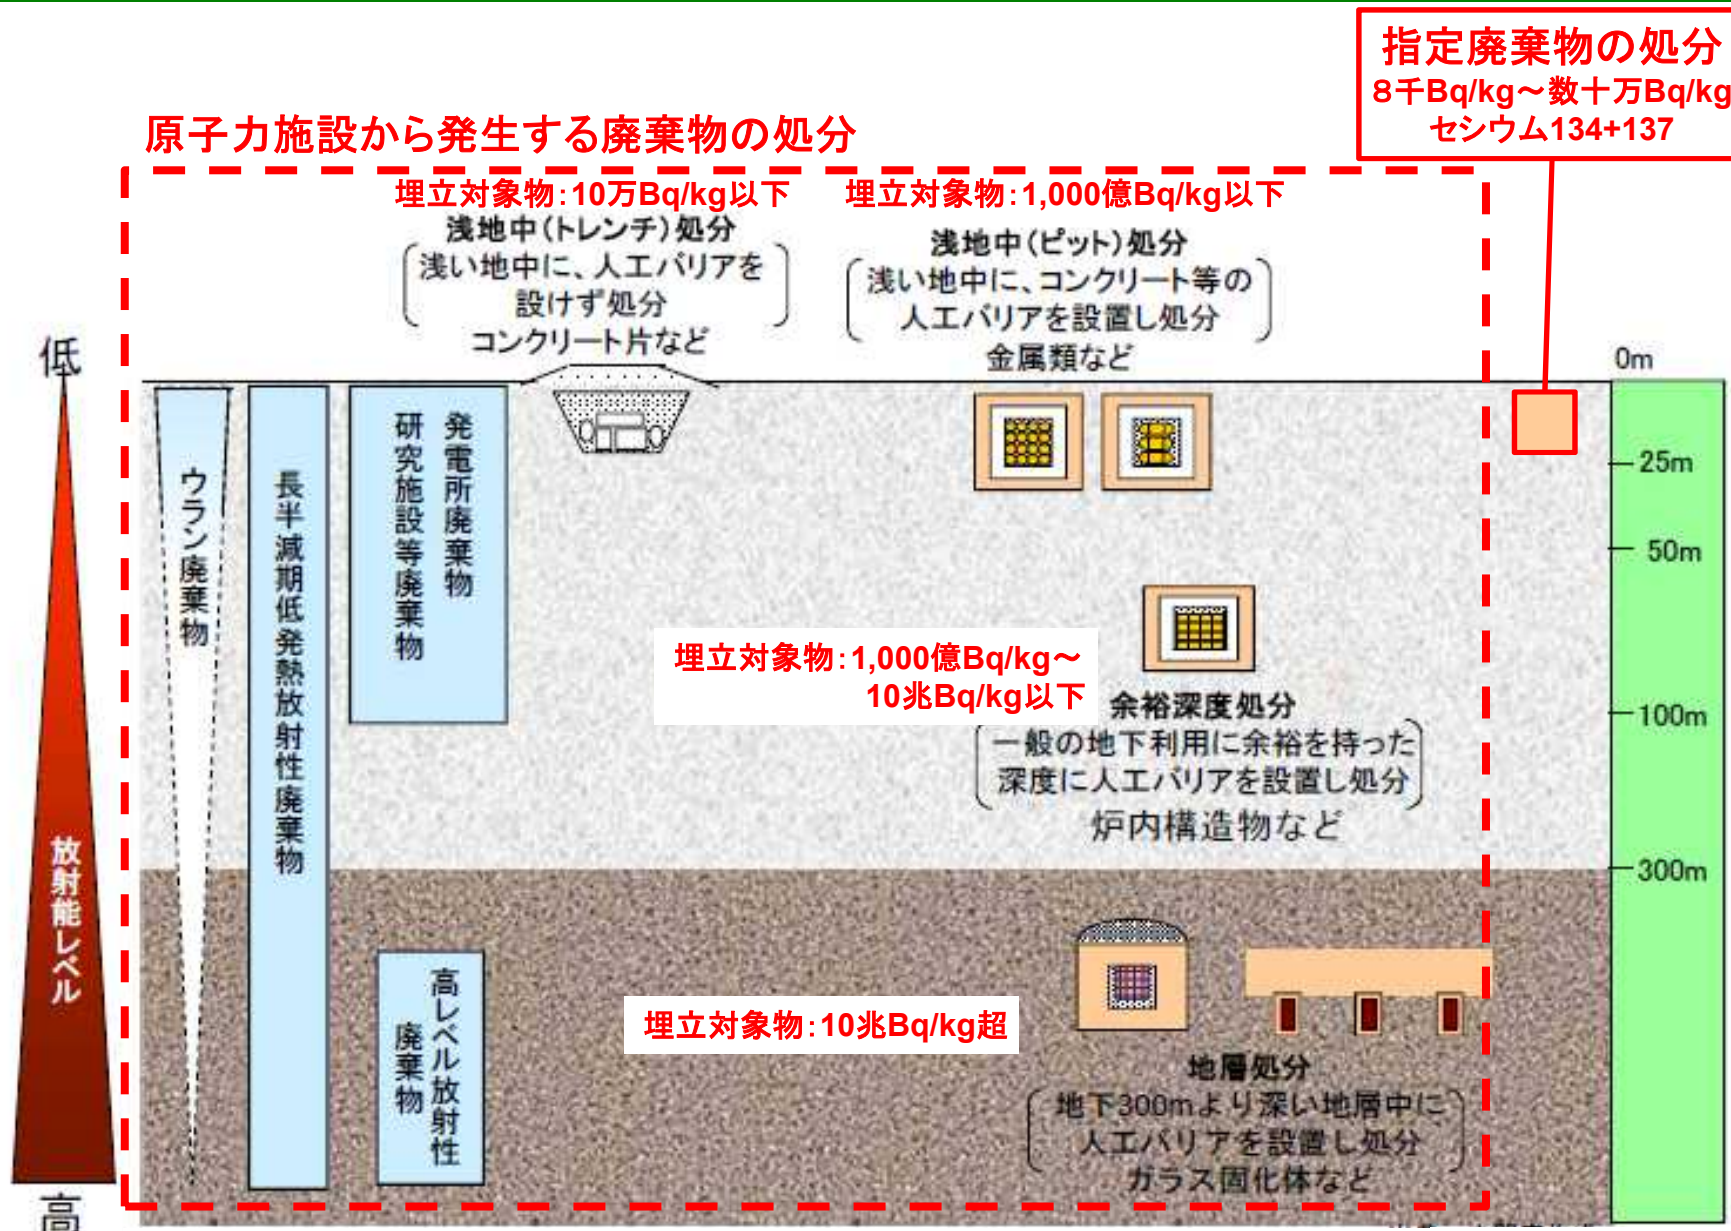 指定廃棄物の処分
８千Bq/kg～数十万Bq/kg
セシウム134+137
原子力施設から発生する廃棄物の処分
埋立対象物：10万Bq/kg以下
浅地中（トレンチ）処分
浅い地中に、人工バリアを
設けず処分
コンクリート片など
埋立対象物：1,000億Bq/kg以下
浅地中（ピット）処分
浅い地中に、コンクリート等の
人工バリアを設置し処分
金属類など
低
放射能レベル
高
ウラン廃棄物
長半減期低発熱放射性廃棄物
発電所廃棄物
研究施設等廃棄物
高レベル放射性
廃棄物
埋立対象物：1,000億Bq/kg～
10兆Bq/kg以下
余裕深度処分
一般の地下利用に余裕を持った
深度に人工バリアを設置し処分
炉内構造物など
埋立対象物：10兆Bq/kg超
地層処分
地下300mより深い地層中に
人工バリアを設置し処分
ガラス固化体など
0m
25m
50m
100m
300m